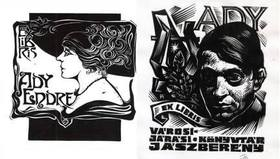 EX
LIBRIS
ADY
ENDRE
ADY
EX LIBRIS
VÁROSI-
JÁRÁSI·KÖNYVTÁR
JÁSZBERÉNY